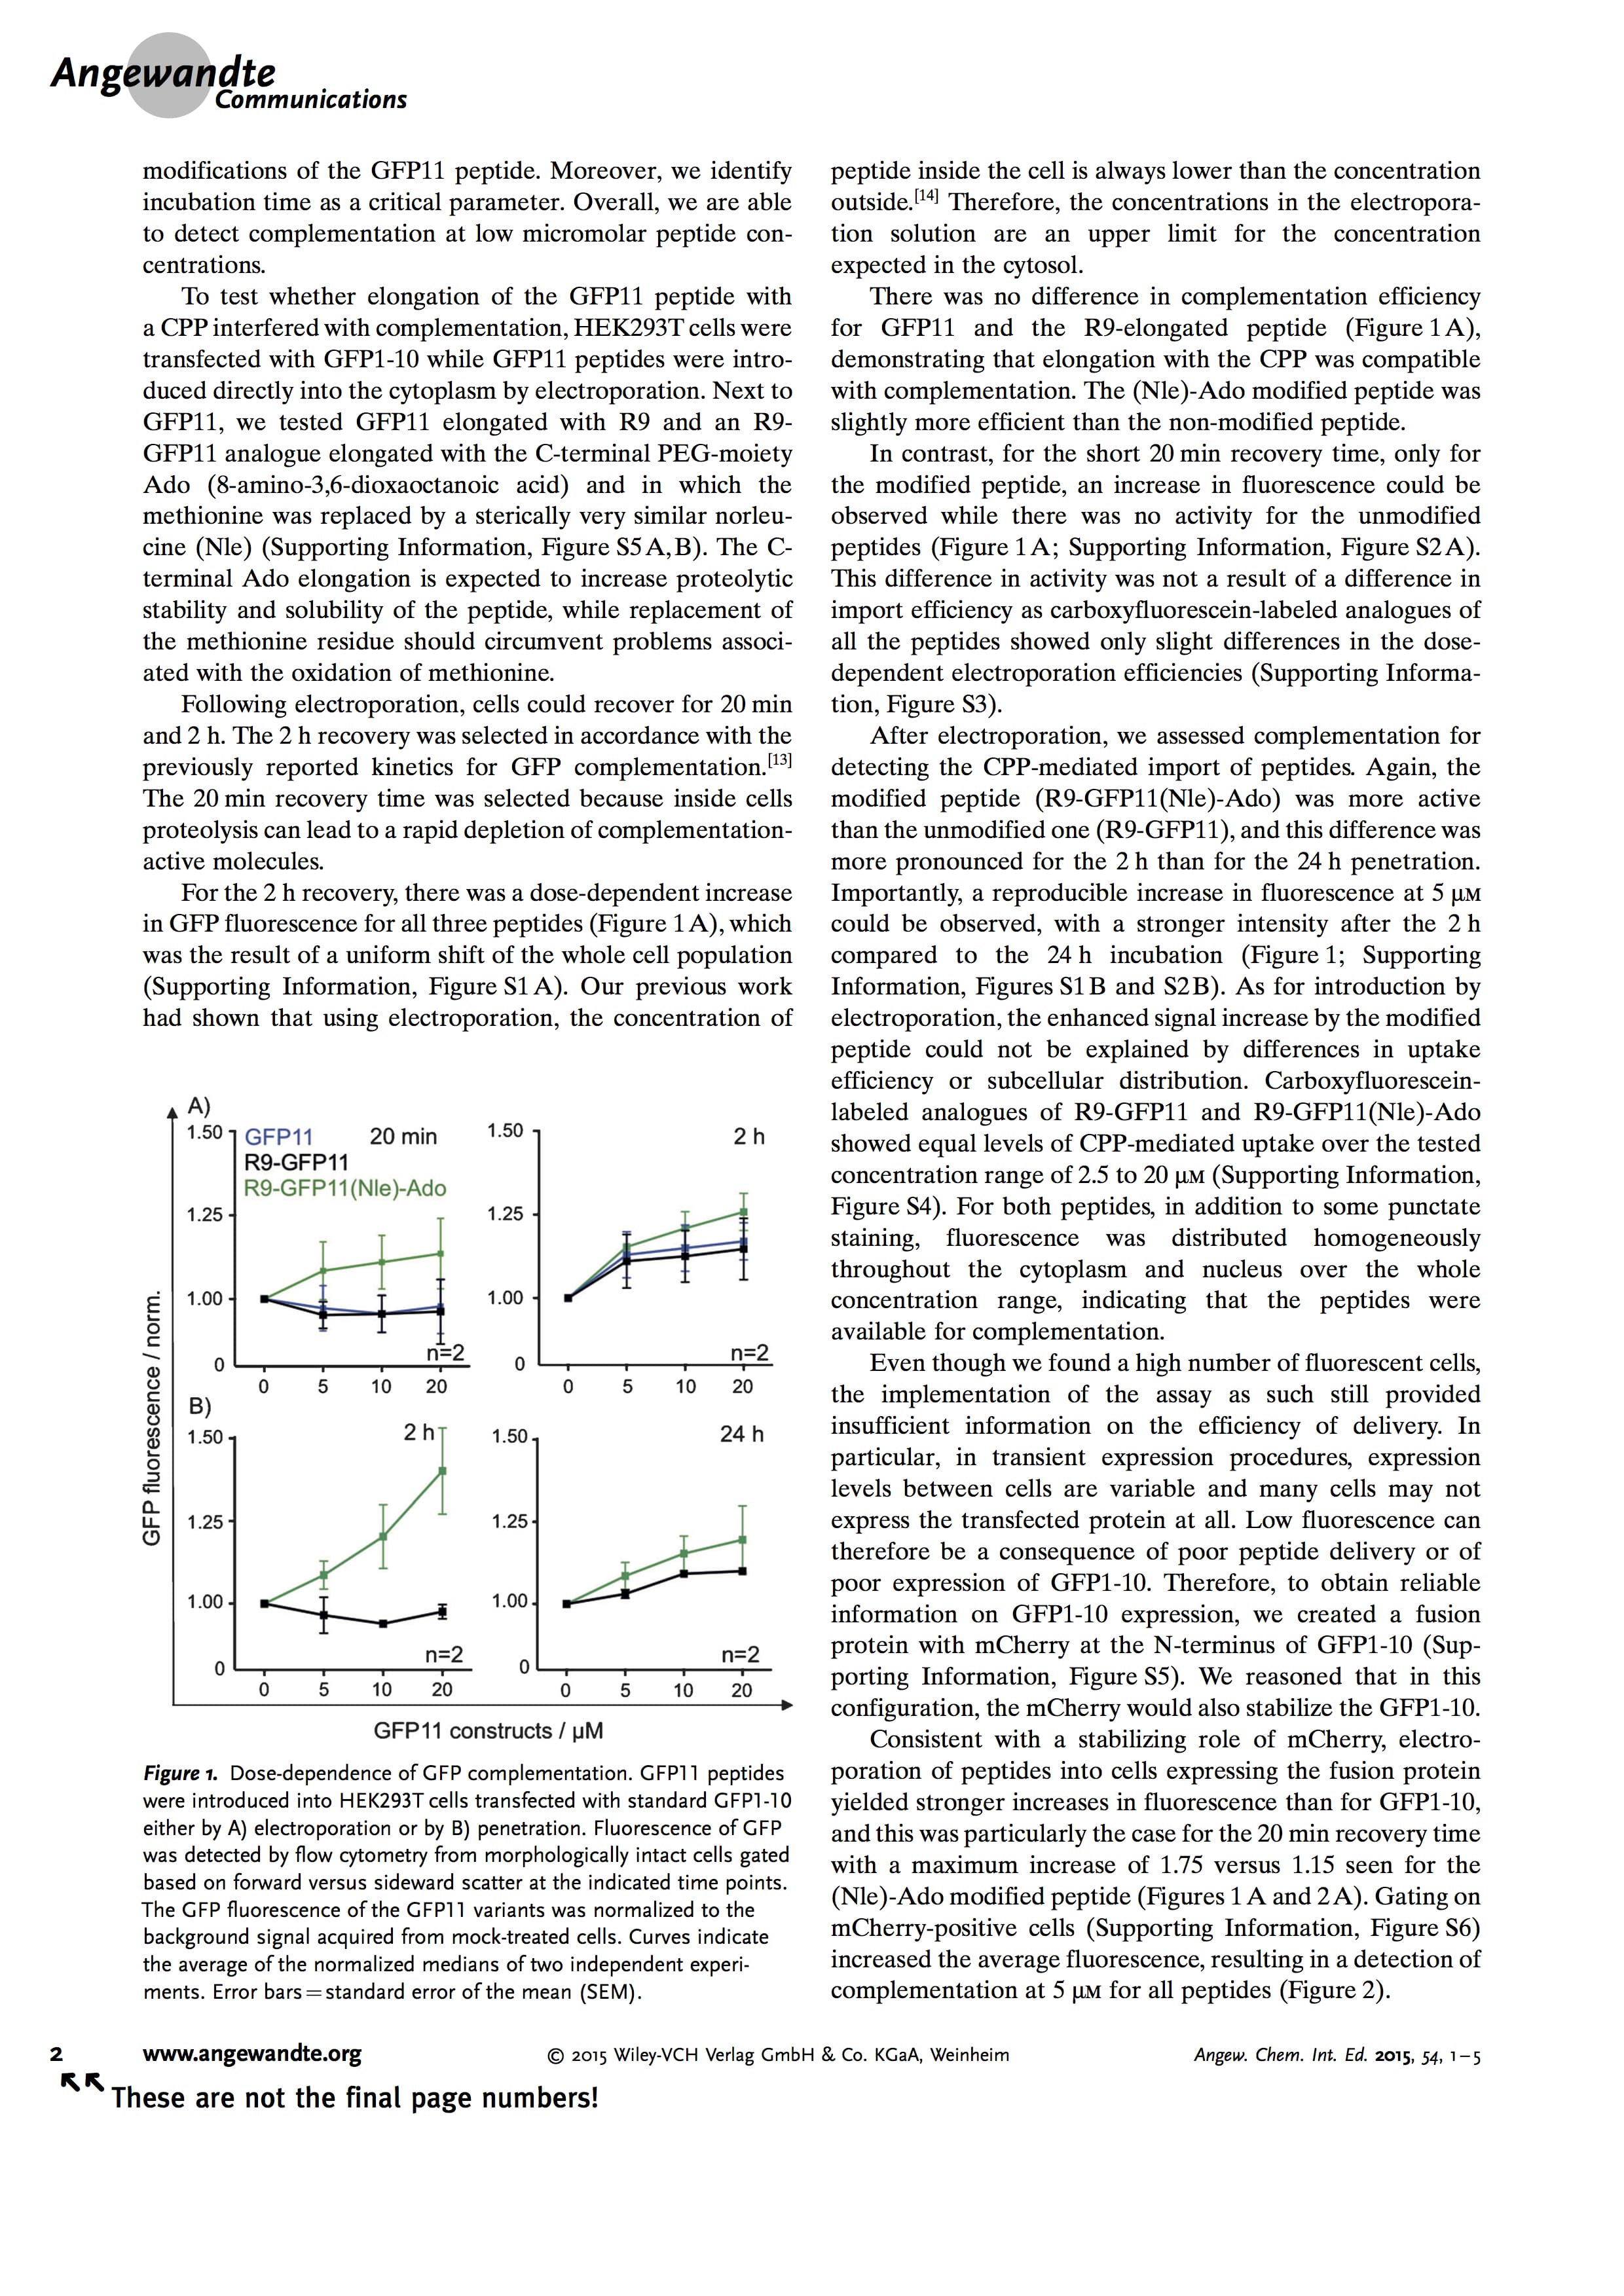 Angewandte
Communications
modifications of the GFP11 peptide. Moreover, we identify
incubation time as a critical parameter. Overall, we are able
to detect complementation at low micromolar peptide con-
centrations.
To test whether elongation of the GFP11 peptide with
a CPP interfered with complementation, HEK293T cells were
transfected with GFP1-10 while GFP11 peptides were intro-
duced directly into the cytoplasm by electroporation. Next to
GFP11, we tested GFP11 elongated with R9 and an R9-
GFP11 analogue elongated with the C-terminal PEG-moiety
Ado (8-amino-3,6-dioxaoctanoic acid) and in which the
methionine was replaced by a sterically very similar norleu-
cine (Nle) (Supporting Information, Figure S5 A, B). The C-
terminal Ado elongation is expected to increase proteolytic
stability and solubility of the peptide, while replacement of
the methionine residue should circumvent problems associ-
ated with the oxidation of methionine.
Following electroporation, cells could recover for 20 min
and 2 h. The 2 h recovery was selected in accordance with the
previously reported kinetics for GFP complementation.[13]
The 20 min recovery time was selected because inside cells
proteolysis can lead to a rapid depletion of complementation-
active molecules.
For the 2 h recovery, there was a dose-dependent increase
in GFP fluorescence for all three peptides (Figure 1 A), which
was the result of a uniform shift of the whole cell population
(Supporting Information, Figure S1 A). Our previous work
had shown that using electroporation, the concentration of
A)
1.50
GFP11
20 min
R9-GFP11
R9-GFP11(Nle)-Ado
1.25
1.00
0
n=2
0 5 10 20
1.50
2 h
1.25
1.00
0
n=2
0 5 10 20
B)
1.50
2 h
1.25
1.00
0
n=2
0 5 10 20
1.50
24 h
1.25
1.00
0
n=2
0 5 10 20
GFP fluorescence / norm.
GFP11 constructs / µM
Figure 1. Dose-dependence of GFP complementation. GFP11 peptides
were introduced into HEK293T cells transfected with standard GFP1-10
either by A) electroporation or by B) penetration. Fluorescence of GFP
was detected by flow cytometry from morphologically intact cells gated
based on forward versus sideward scatter at the indicated time points.
The GFP fluorescence of the GFP11 variants was normalized to the
background signal acquired from mock-treated cells. Curves indicate
the average of the normalized medians of two independent experi-
ments. Error bars = standard error of the mean (SEM).
peptide inside the cell is always lower than the concentration
outside.[14] Therefore, the concentrations in the electropora-
tion solution are an upper limit for the concentration
expected in the cytosol.
There was no difference in complementation efficiency
for GFP11 and the R9-elongated peptide (Figure 1 A),
demonstrating that elongation with the CPP was compatible
with complementation. The (Nle)-Ado modified peptide was
slightly more efficient than the non-modified peptide.
In contrast, for the short 20 min recovery time, only for
the modified peptide, an increase in fluorescence could be
observed while there was no activity for the unmodified
peptides (Figure 1 A; Supporting Information, Figure S2 A).
This difference in activity was not a result of a difference in
import efficiency as carboxyfluorescein-labeled analogues of
all the peptides showed only slight differences in the dose-
dependent electroporation efficiencies (Supporting Informa-
tion, Figure S3).
After electroporation, we assessed complementation for
detecting the CPP-mediated import of peptides. Again, the
modified peptide (R9-GFP11(Nle)-Ado) was more active
than the unmodified one (R9-GFP11), and this difference was
more pronounced for the 2 h than for the 24 h penetration.
Importantly, a reproducible increase in fluorescence at 5 µM
could be observed, with a stronger intensity after the 2 h
compared to the 24 h incubation (Figure 1; Supporting
Information, Figures S1 B and S2 B). As for introduction by
electroporation, the enhanced signal increase by the modified
peptide could not be explained by differences in uptake
efficiency or subcellular distribution. Carboxyfluorescein-
labeled analogues of R9-GFP11 and R9-GFP11(Nle)-Ado
showed equal levels of CPP-mediated uptake over the tested
concentration range of 2.5 to 20 µM (Supporting Information,
Figure S4). For both peptides, in addition to some punctate
staining, fluorescence was distributed homogeneously
throughout the cytoplasm and nucleus over the whole
concentration range, indicating that the peptides were
available for complementation.
Even though we found a high number of fluorescent cells,
the implementation of the assay as such still provided
insufficient information on the efficiency of delivery. In
particular, in transient expression procedures, expression
levels between cells are variable and many cells may not
express the transfected protein at all. Low fluorescence can
therefore be a consequence of poor peptide delivery or of
poor expression of GFP1-10. Therefore, to obtain reliable
information on GFP1-10 expression, we created a fusion
protein with mCherry at the N-terminus of GFP1-10 (Sup-
porting Information, Figure S5). We reasoned that in this
configuration, the mCherry would also stabilize the GFP1-10.
Consistent with a stabilizing role of mCherry, electro-
poration of peptides into cells expressing the fusion protein
yielded stronger increases in fluorescence than for GFP1-10,
and this was particularly the case for the 20 min recovery time
with a maximum increase of 1.75 versus 1.15 seen for the
(Nle)-Ado modified peptide (Figures 1 A and 2 A). Gating on
mCherry-positive cells (Supporting Information, Figure S6)
increased the average fluorescence, resulting in a detection of
complementation at 5 µM for all peptides (Figure 2).
2 www.angewandte.org © 2015 Wiley-VCH Verlag GmbH & Co. KGaA, Weinheim Angew. Chem. Int. Ed. 2015, 54, 1–5
These are not the final page numbers!